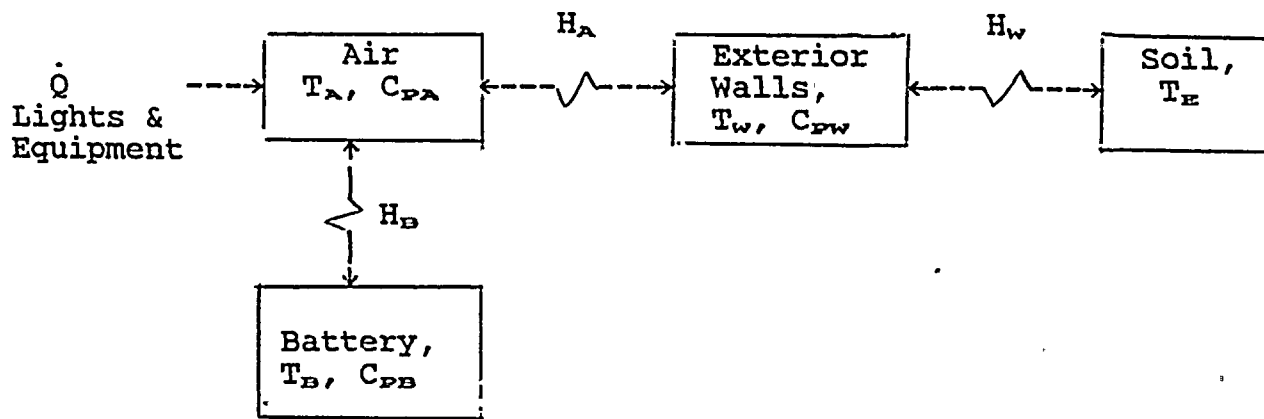 H_A
H_W
Air
T_A, C_PA
Exterior
Walls,
T_W, C_PW
Soil,
T_E
Q̇
Lights &
Equipment
H_B
Battery,
T_B, C_PB